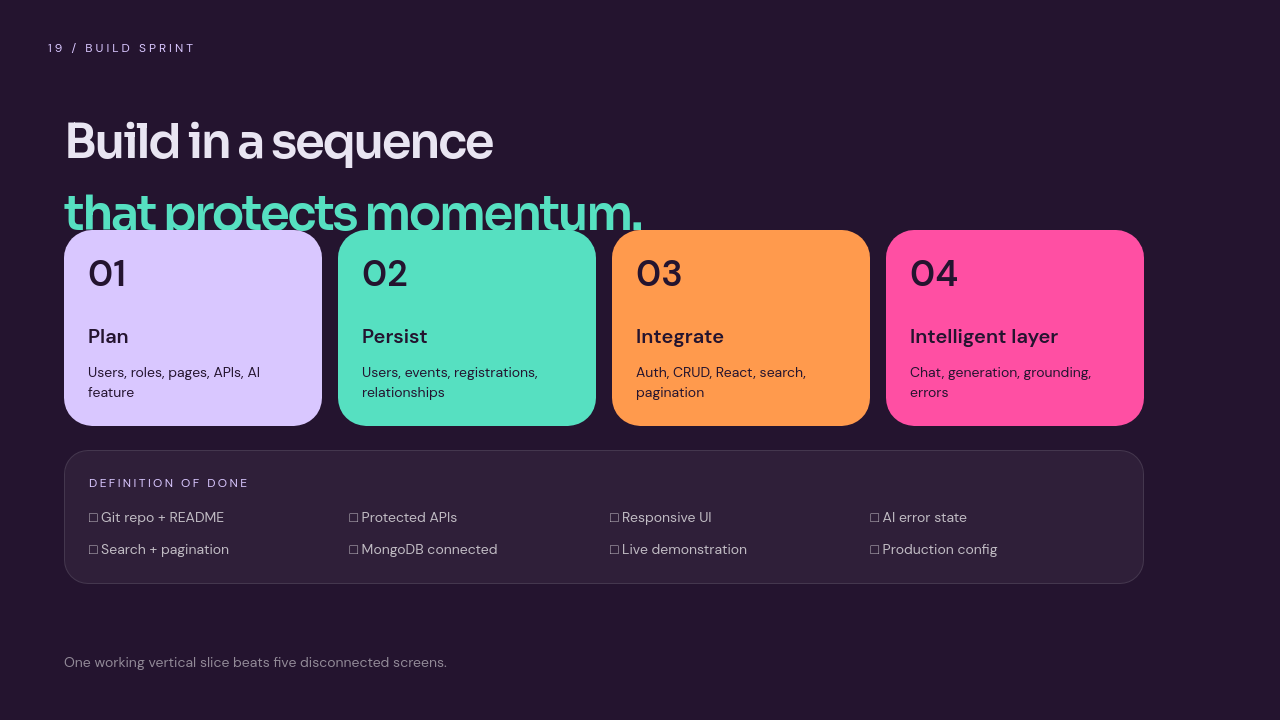 19 / BUILD SPRINT
Build in a sequence
that protects momentum.
01
Plan
Users, roles, pages, APIs, AI
feature
02
Persist
Users, events, registrations,
relationships
03
Integrate
Auth, CRUD, React, search,
pagination
04
Intelligent layer
Chat, generation, grounding,
errors
DEFINITION OF DONE
□ Git repo + README
□ Protected APIs
□ Responsive UI
□ AI error state
□ Search + pagination
□ MongoDB connected
□ Live demonstration
□ Production config
One working vertical slice beats five disconnected screens.